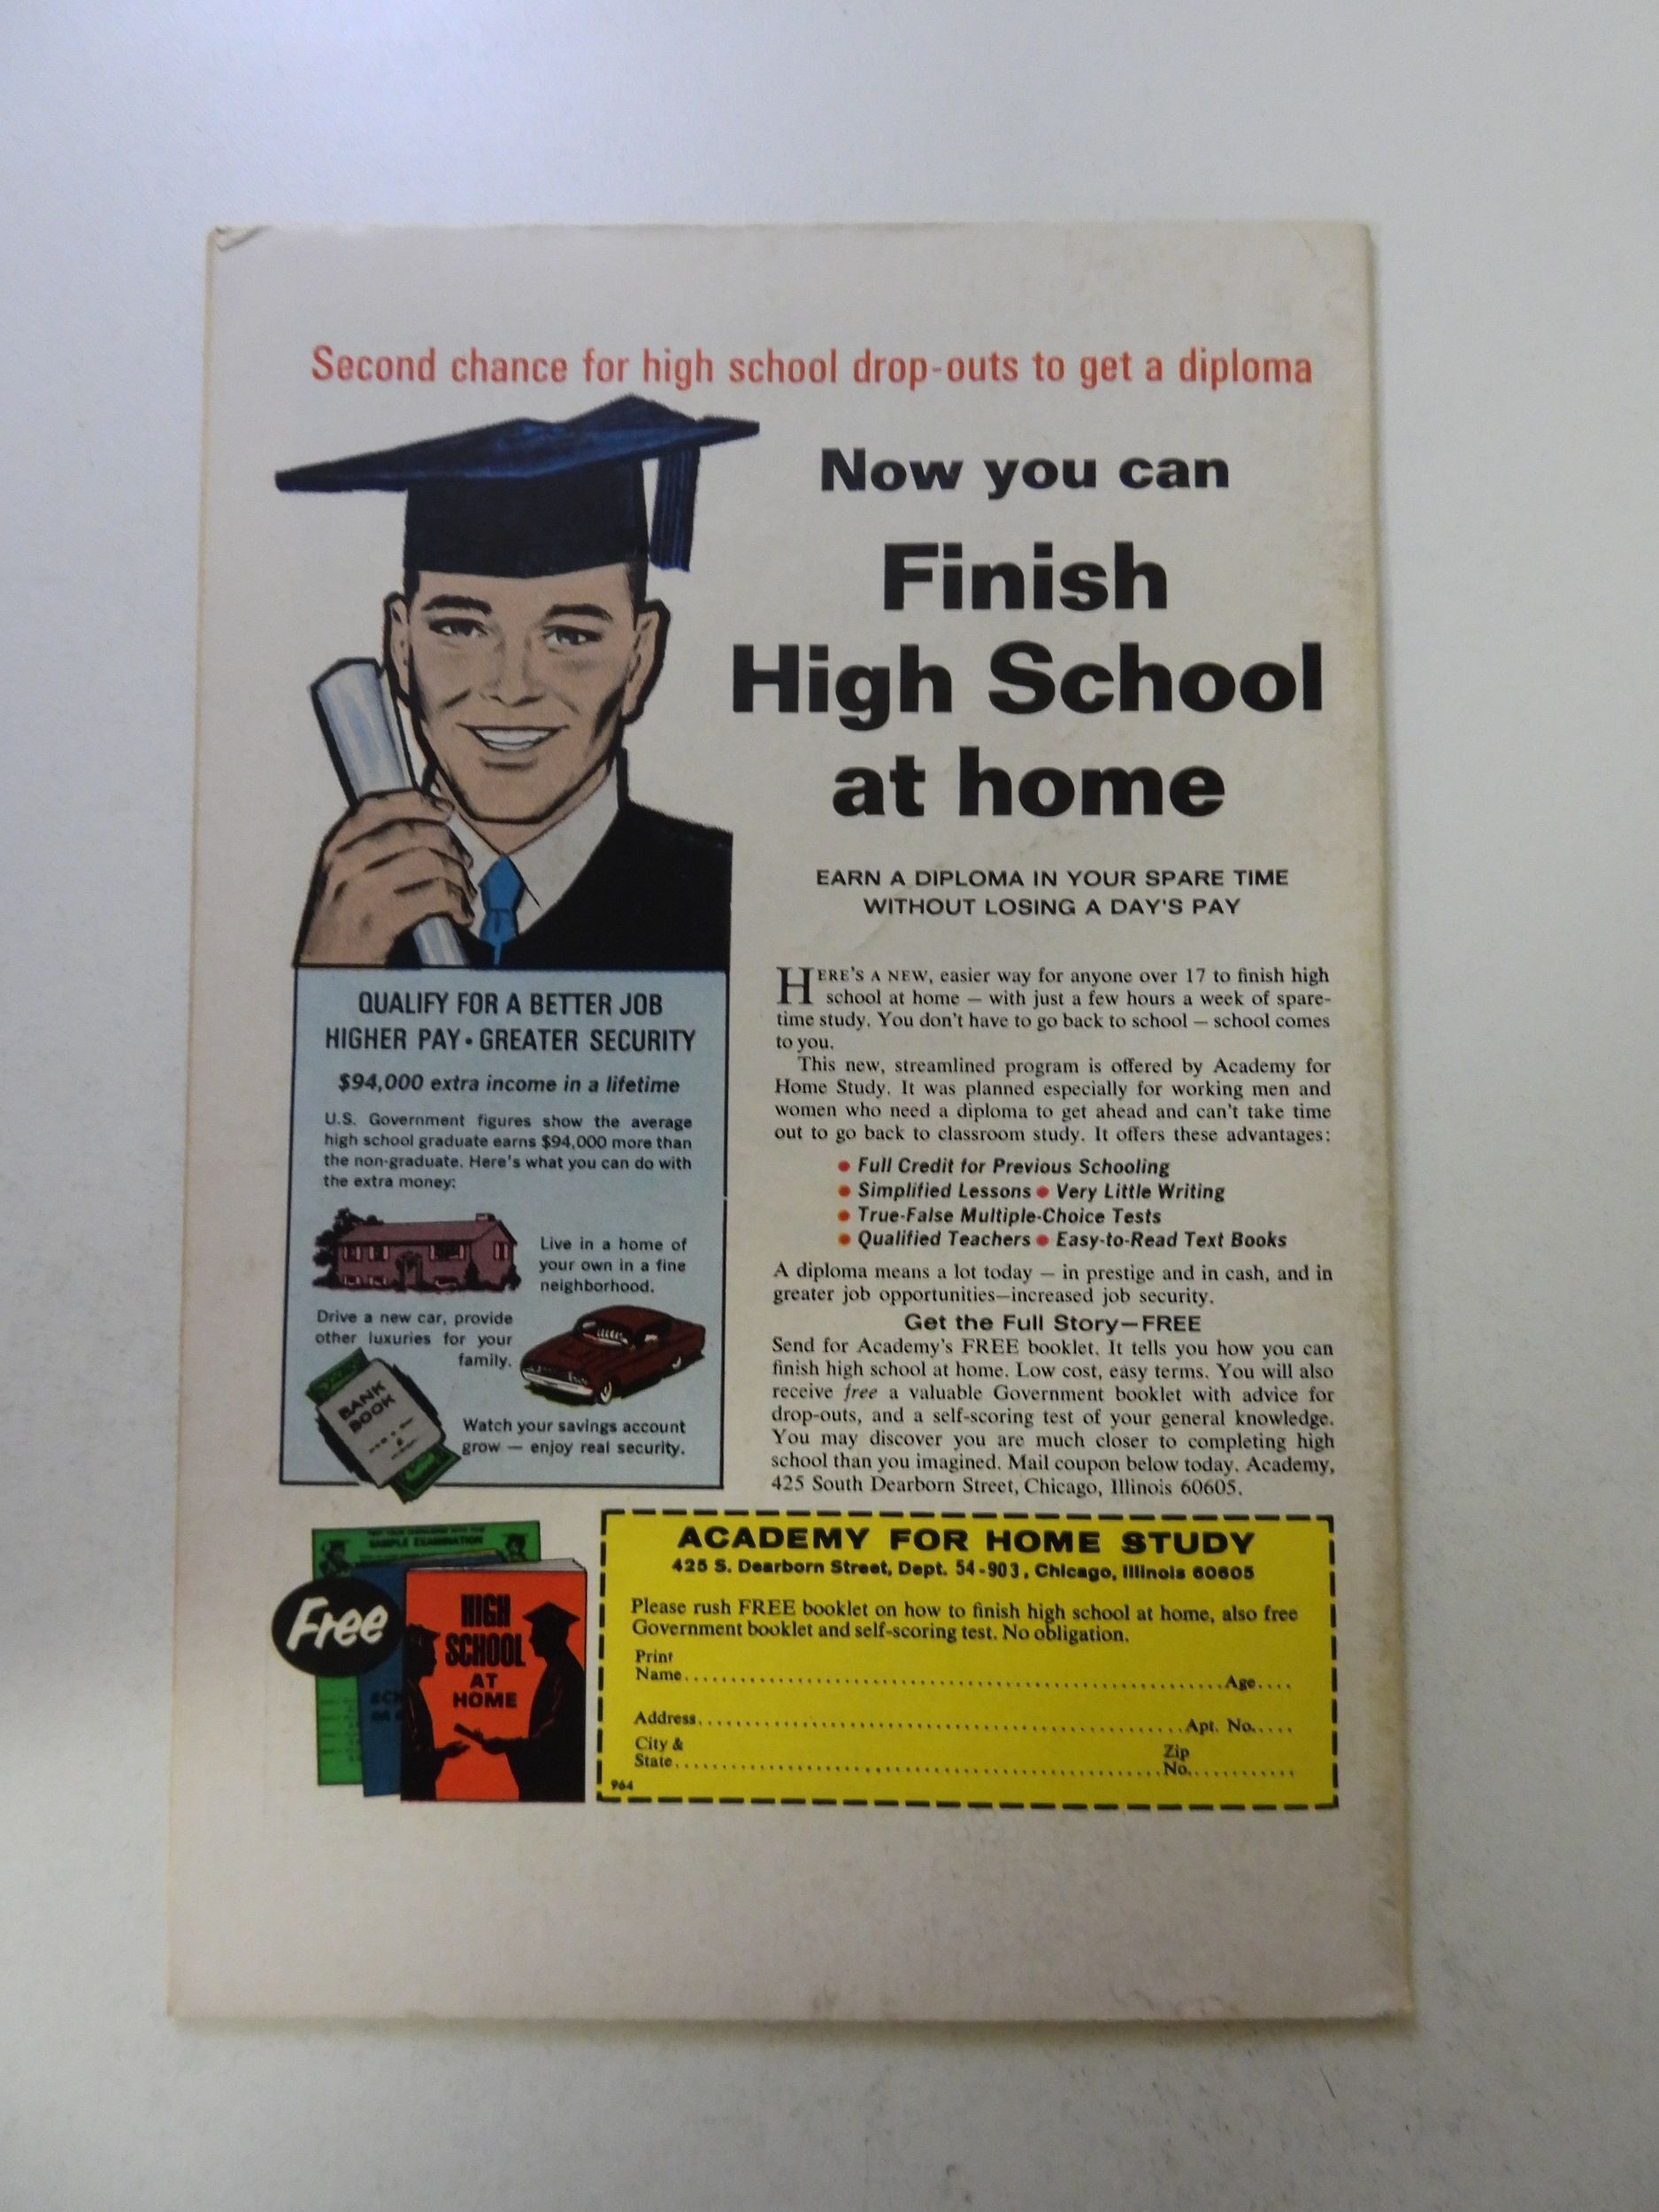 Second chance for high school drop-outs to get a diploma
Now you can
Finish
High School
at home
EARN A DIPLOMA IN YOUR SPARE TIME
WITHOUT LOSING A DAY'S PAY
QUALIFY FOR A BETTER JOB
HIGHER PAY • GREATER SECURITY
$94,000 extra income in a lifetime
U.S. Government figures show the average
high school graduate earns $94,000 more than
the non-graduate. Here's what you can do with
the extra money:
Live in a home of
your own in a fine
neighborhood.
Drive a new car, provide
other luxuries for your
family.
BANK
BOOK
Watch your savings account
grow — enjoy real security.
HERE'S A NEW, easier way for anyone over 17 to finish high
school at home — with just a few hours a week of spare-
time study. You don't have to go back to school — school comes
to you.
This new, streamlined program is offered by Academy for
Home Study. It was planned especially for working men and
women who need a diploma to get ahead and can't take time
out to go back to classroom study. It offers these advantages:
• Full Credit for Previous Schooling
• Simplified Lessons • Very Little Writing
• True-False Multiple-Choice Tests
• Qualified Teachers • Easy-to-Read Text Books
A diploma means a lot today — in prestige and in cash, and in
greater job opportunities—increased job security.
Get the Full Story—FREE
Send for Academy's FREE booklet. It tells you how you can
finish high school at home. Low cost, easy terms. You will also
receive free a valuable Government booklet with advice for
drop-outs, and a self-scoring test of your general knowledge.
You may discover you are much closer to completing high
school than you imagined. Mail coupon below today. Academy,
425 South Dearborn Street, Chicago, Illinois 60605.
SAMPLE EXAMINATION
Free
HIGH
SCHOOL
AT
HOME
ACADEMY FOR HOME STUDY
425 S. Dearborn Street, Dept. 54-903, Chicago, Illinois 60605
Please rush FREE booklet on how to finish high school at home, also free
Government booklet and self-scoring test. No obligation.
Print
Name.......................................................Age....
Address..................................................Apt. No.....
City & Zip
State..................................................No...........
964